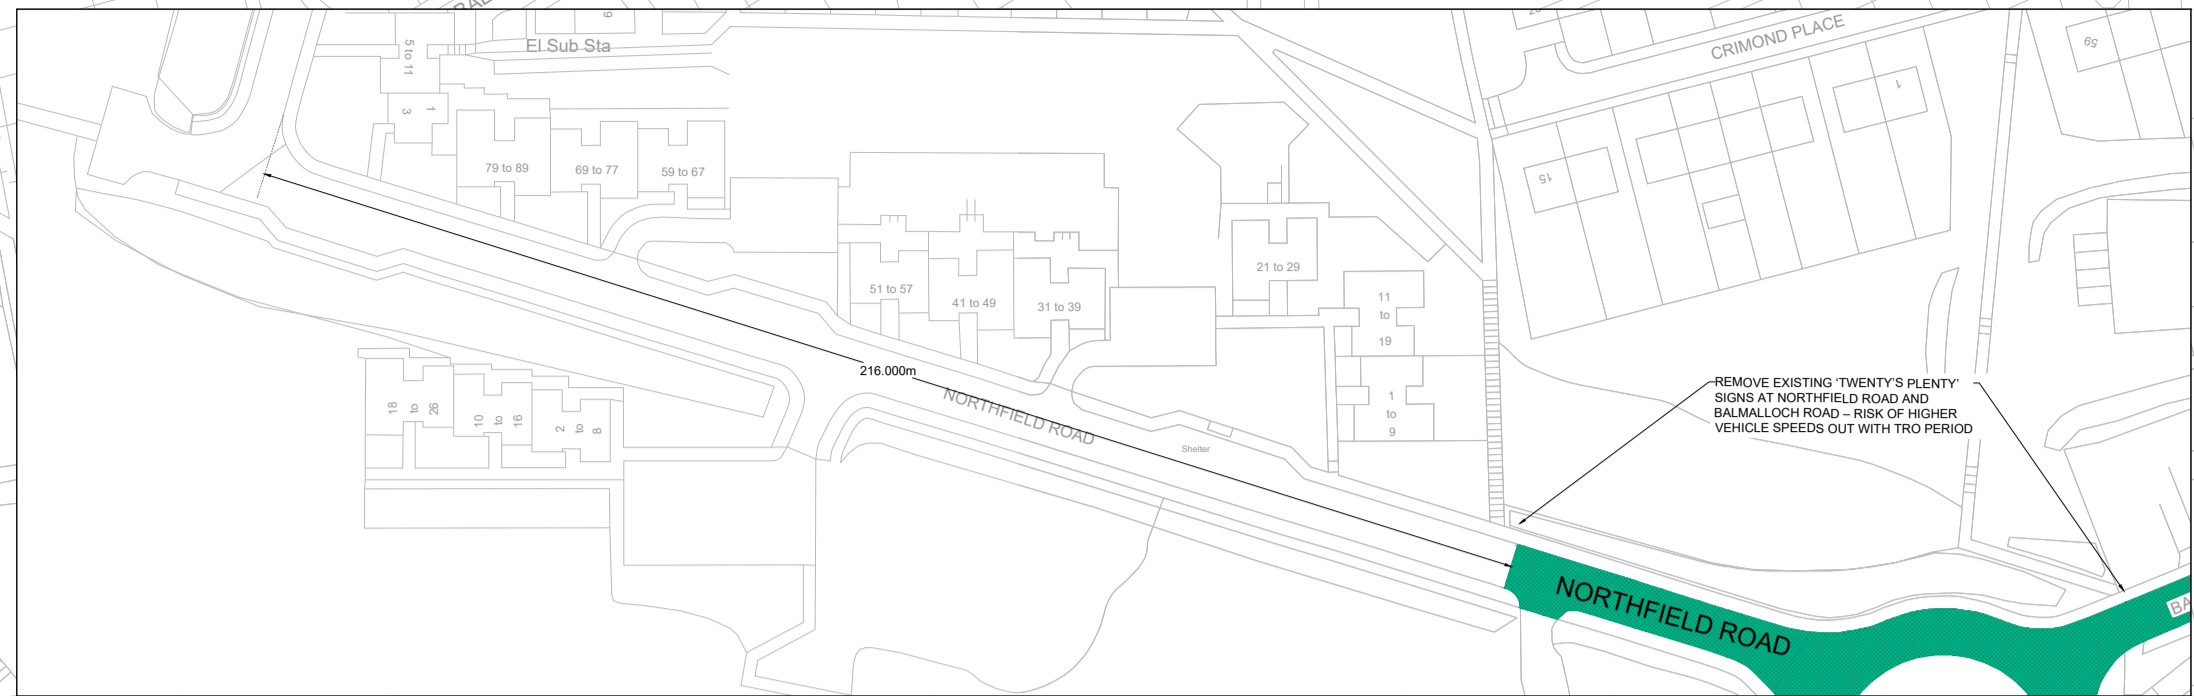 El Sub Sta
5 to 11
9
CRIMOND PLACE
59
1
3
1
79 to 89
69 to 77
59 to 67
15
21 to 29
51 to 57
41 to 49
31 to 39
11
to
19
216.000m
NORTHFIELD ROAD
REMOVE EXISTING 'TWENTY'S PLENTY'
SIGNS AT NORTHFIELD ROAD AND
BALMALLOCH ROAD – RISK OF HIGHER
VEHICLE SPEEDS OUT WITH TRO PERIOD
18
to
26
10
to
16
2
to
8
1
to
9
Shelter
NORTHFIELD ROAD
BA